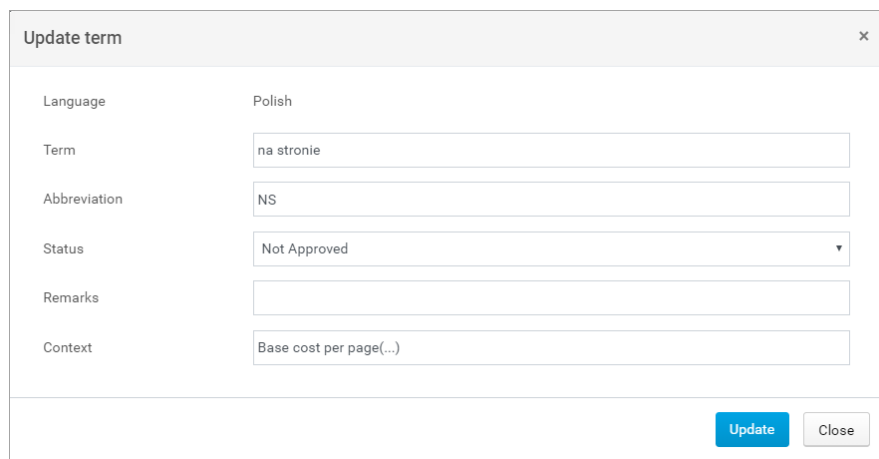 Update term ×
Language Polish
Term na stronie
Abbreviation NS
Status Not Approved
Remarks
Context Base cost per page(...)
Update Close